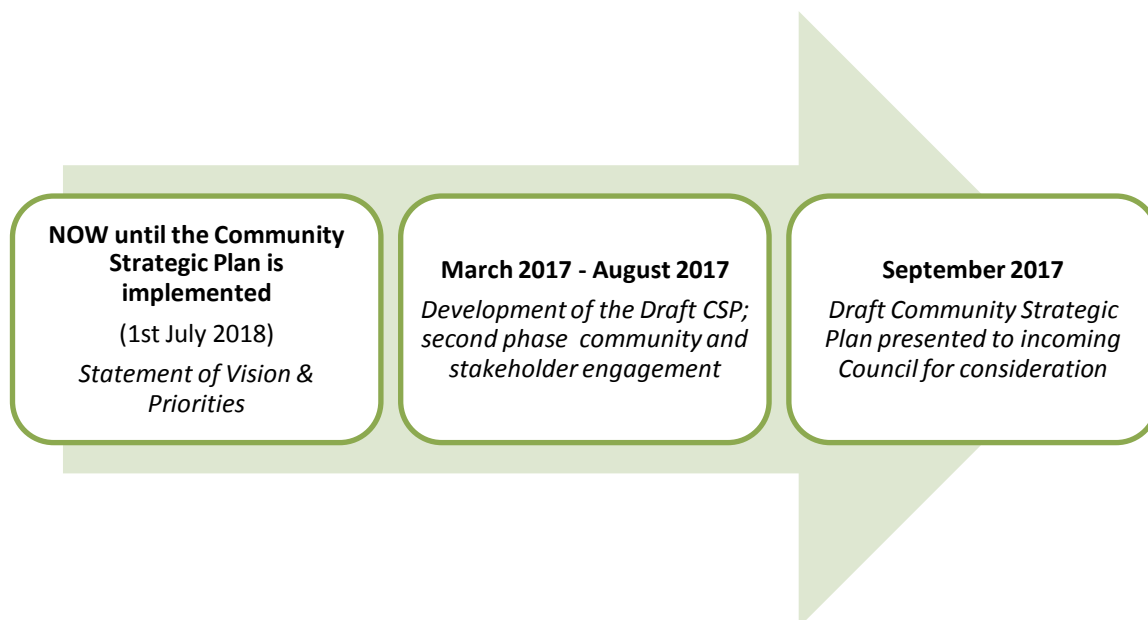 NOW until the Community
Strategic Plan is
implemented
(1st July 2018)
Statement of Vision &
Priorities
March 2017 - August 2017
Development of the Draft CSP;
second phase community and
stakeholder engagement
September 2017
Draft Community Strategic
Plan presented to incoming
Council for consideration